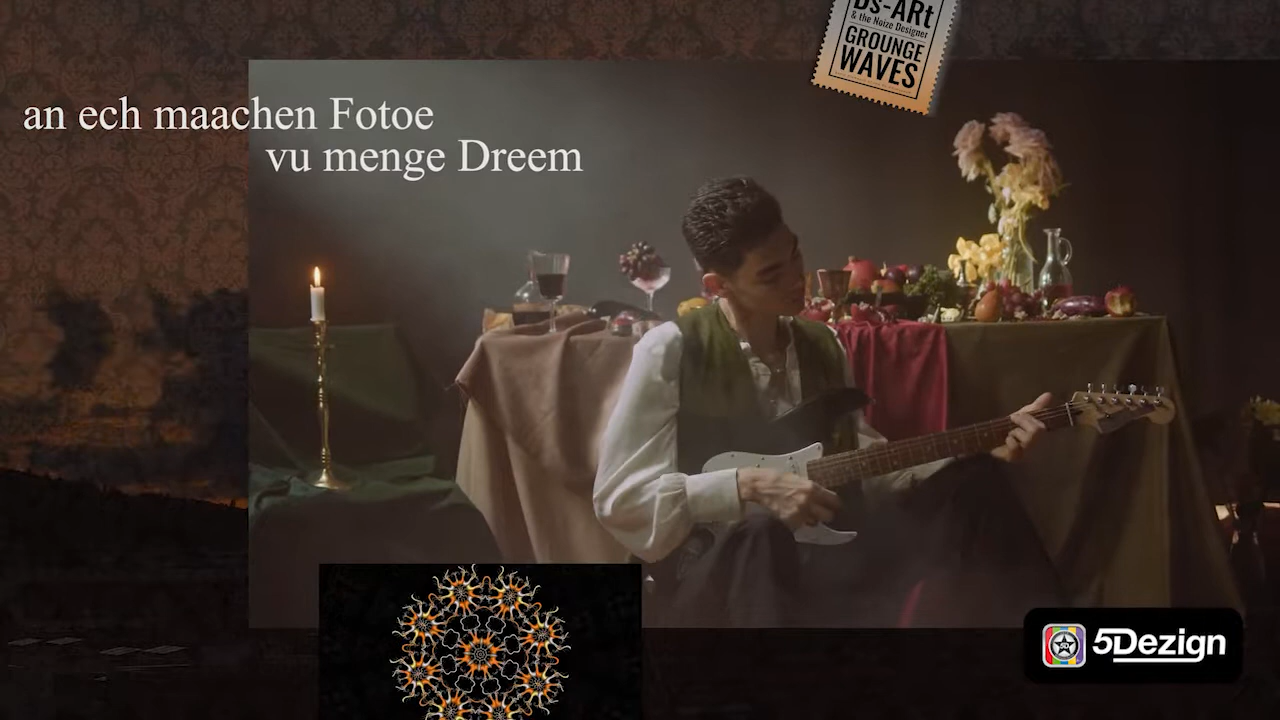 Ds-ARt
& the Noize Designer
GROUNGE
WAVES
an ech maachen Fotoe
vu menge Dreem
5Dezign